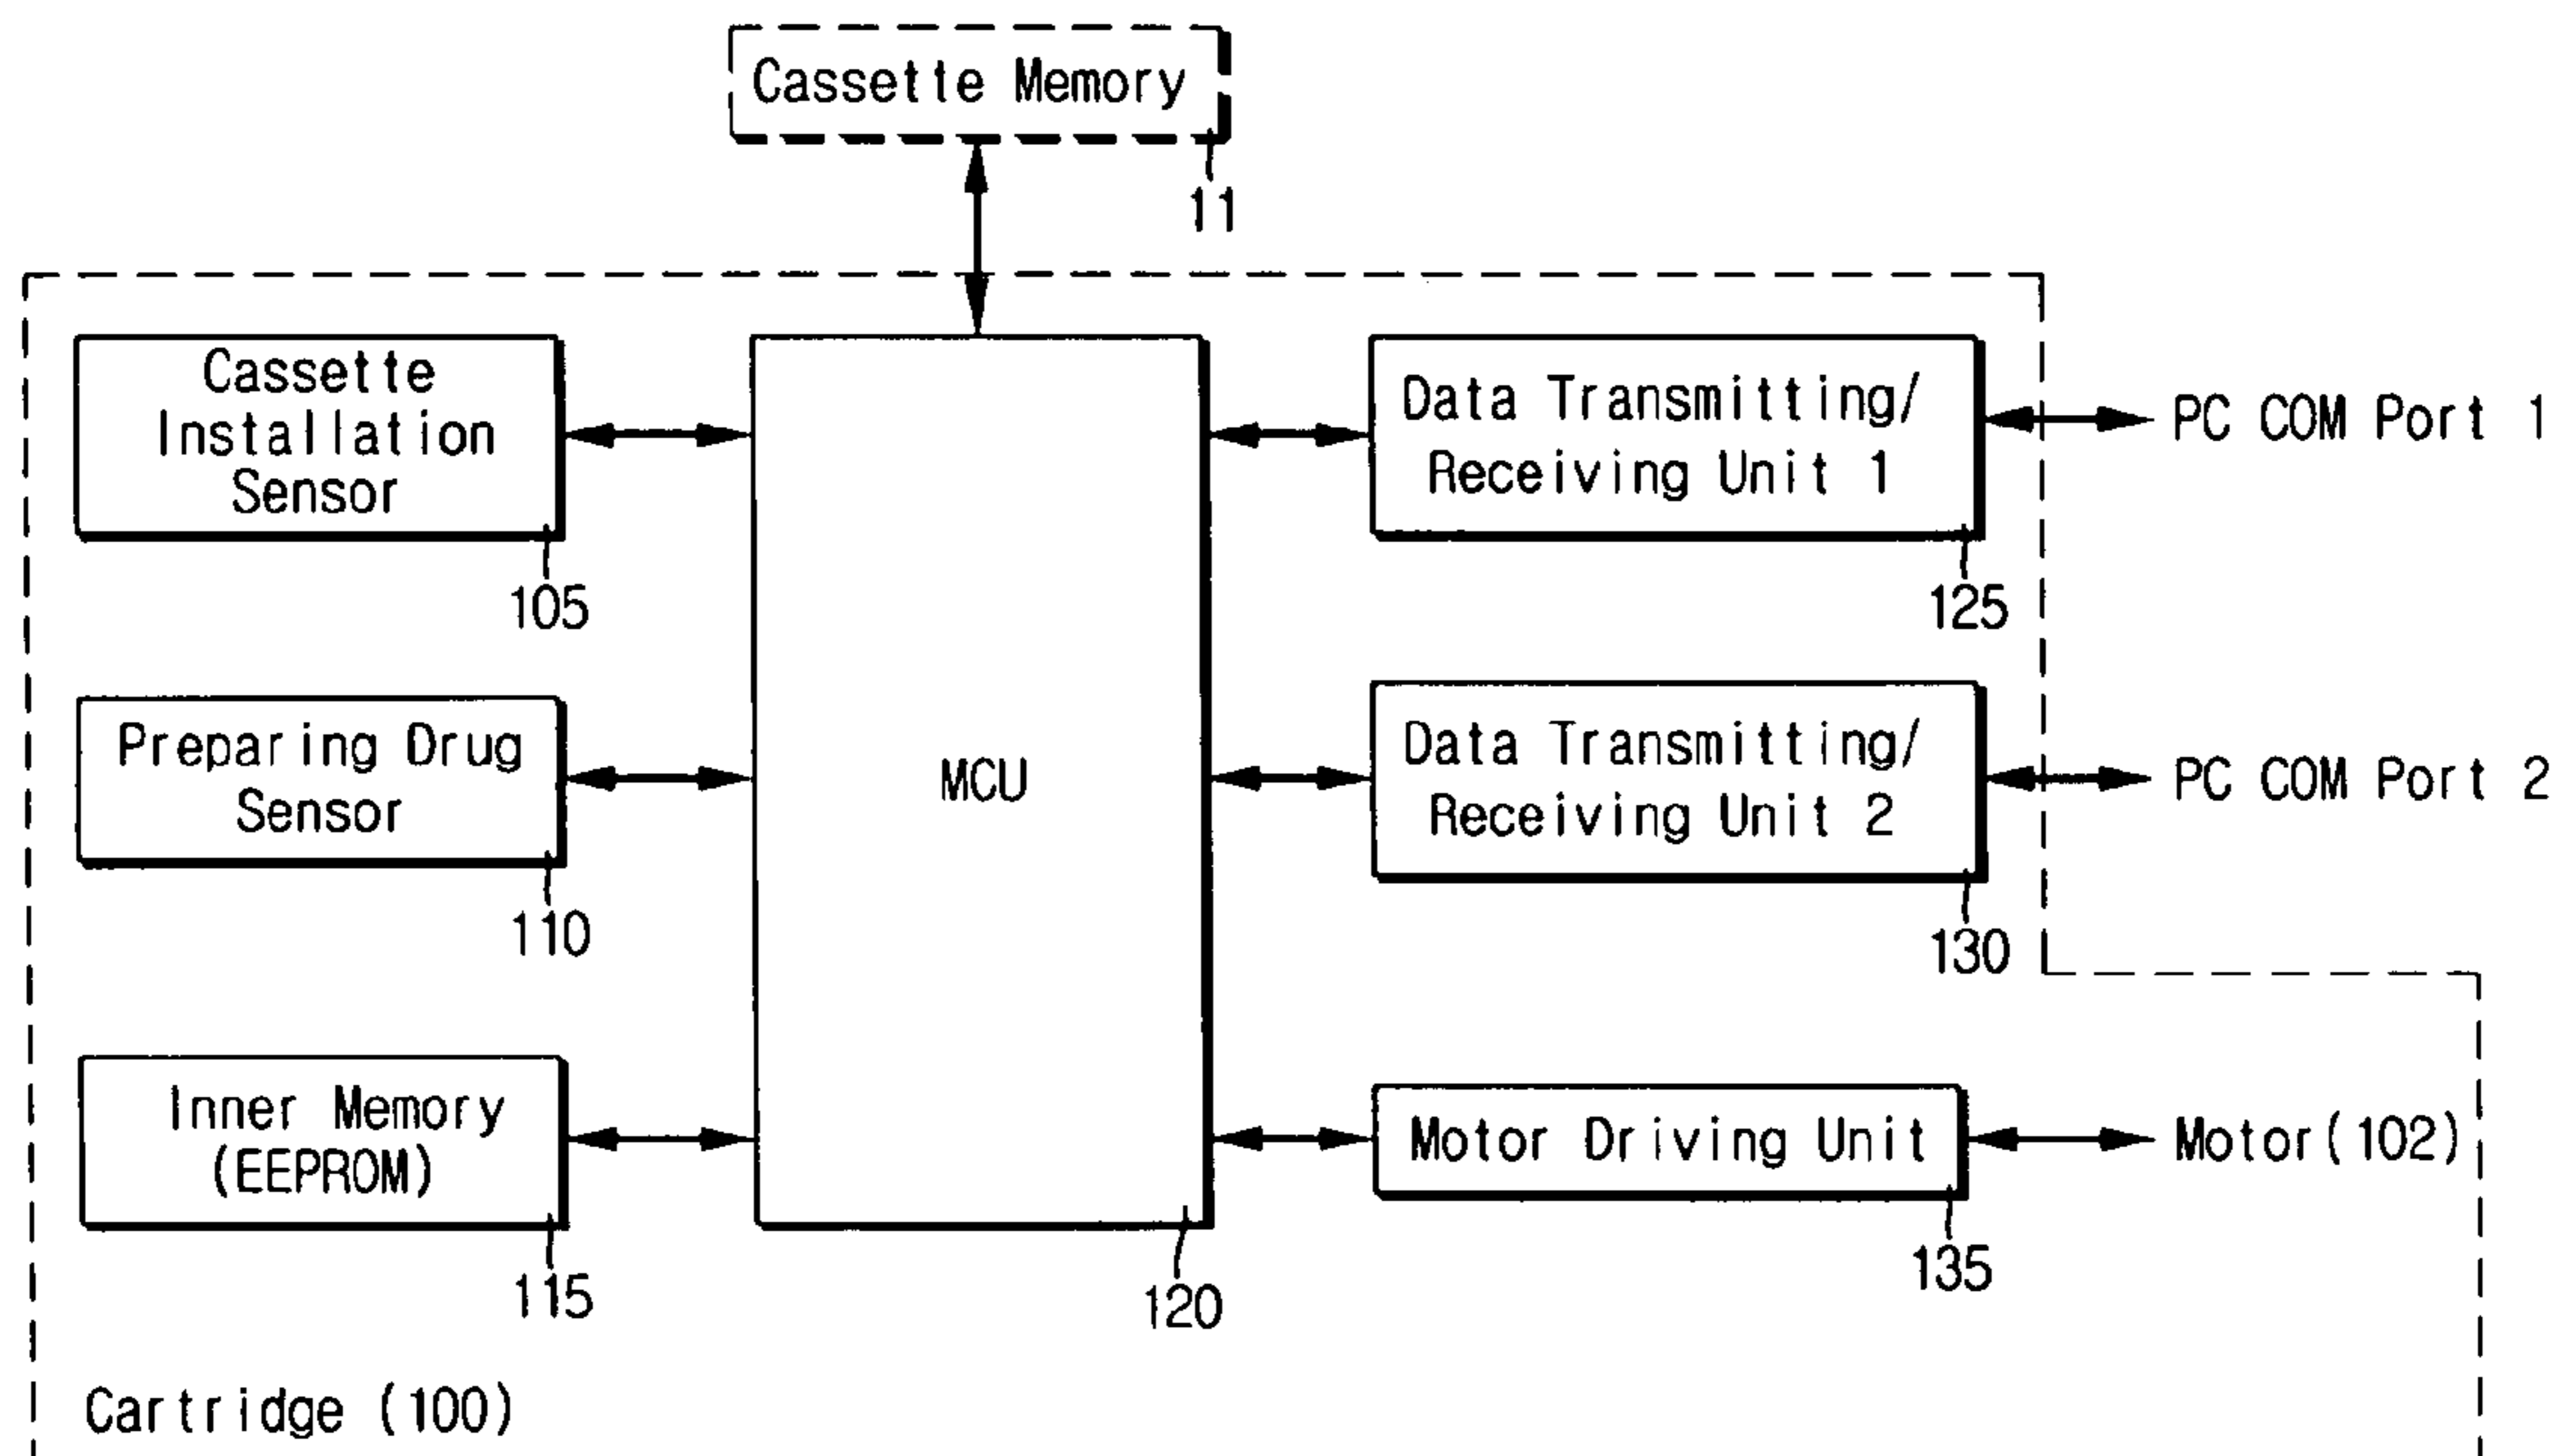 Cassette Memory
11
Cassette
Installation
Sensor
105
Preparing Drug
Sensor
110
Inner Memory
(EEPROM)
115
MCU
120
Data Transmitting/
Receiving Unit 1
125
PC COM Port 1
Data Transmitting/
Receiving Unit 2
130
PC COM Port 2
Motor Driving Unit
135
Motor(102)
Cartridge (100)